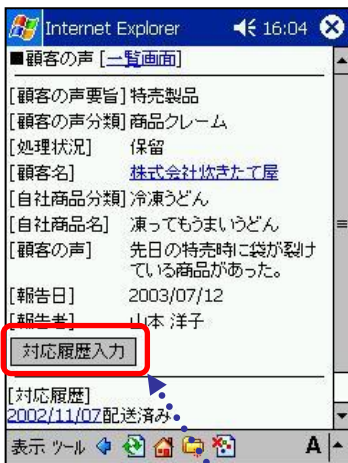 Internet Explorer 16:04
■顧客の声 [一覧画面]
[顧客の声要旨] 特売製品
[顧客の声分類] 商品クレーム
[処理状況] 保留
[顧客名] 株式会社炊きたて屋
[自社商品分類] 冷凍うどん
[自社商品名] 凍ってもうまいうどん
[顧客の声] 先日の特売時に袋が裂け
ている商品があった。
[報告日] 2003/07/12
[報告者] 山本 洋子
対応履歴入力
[対応履歴]
2002/11/07配送済み
表示 ツール A